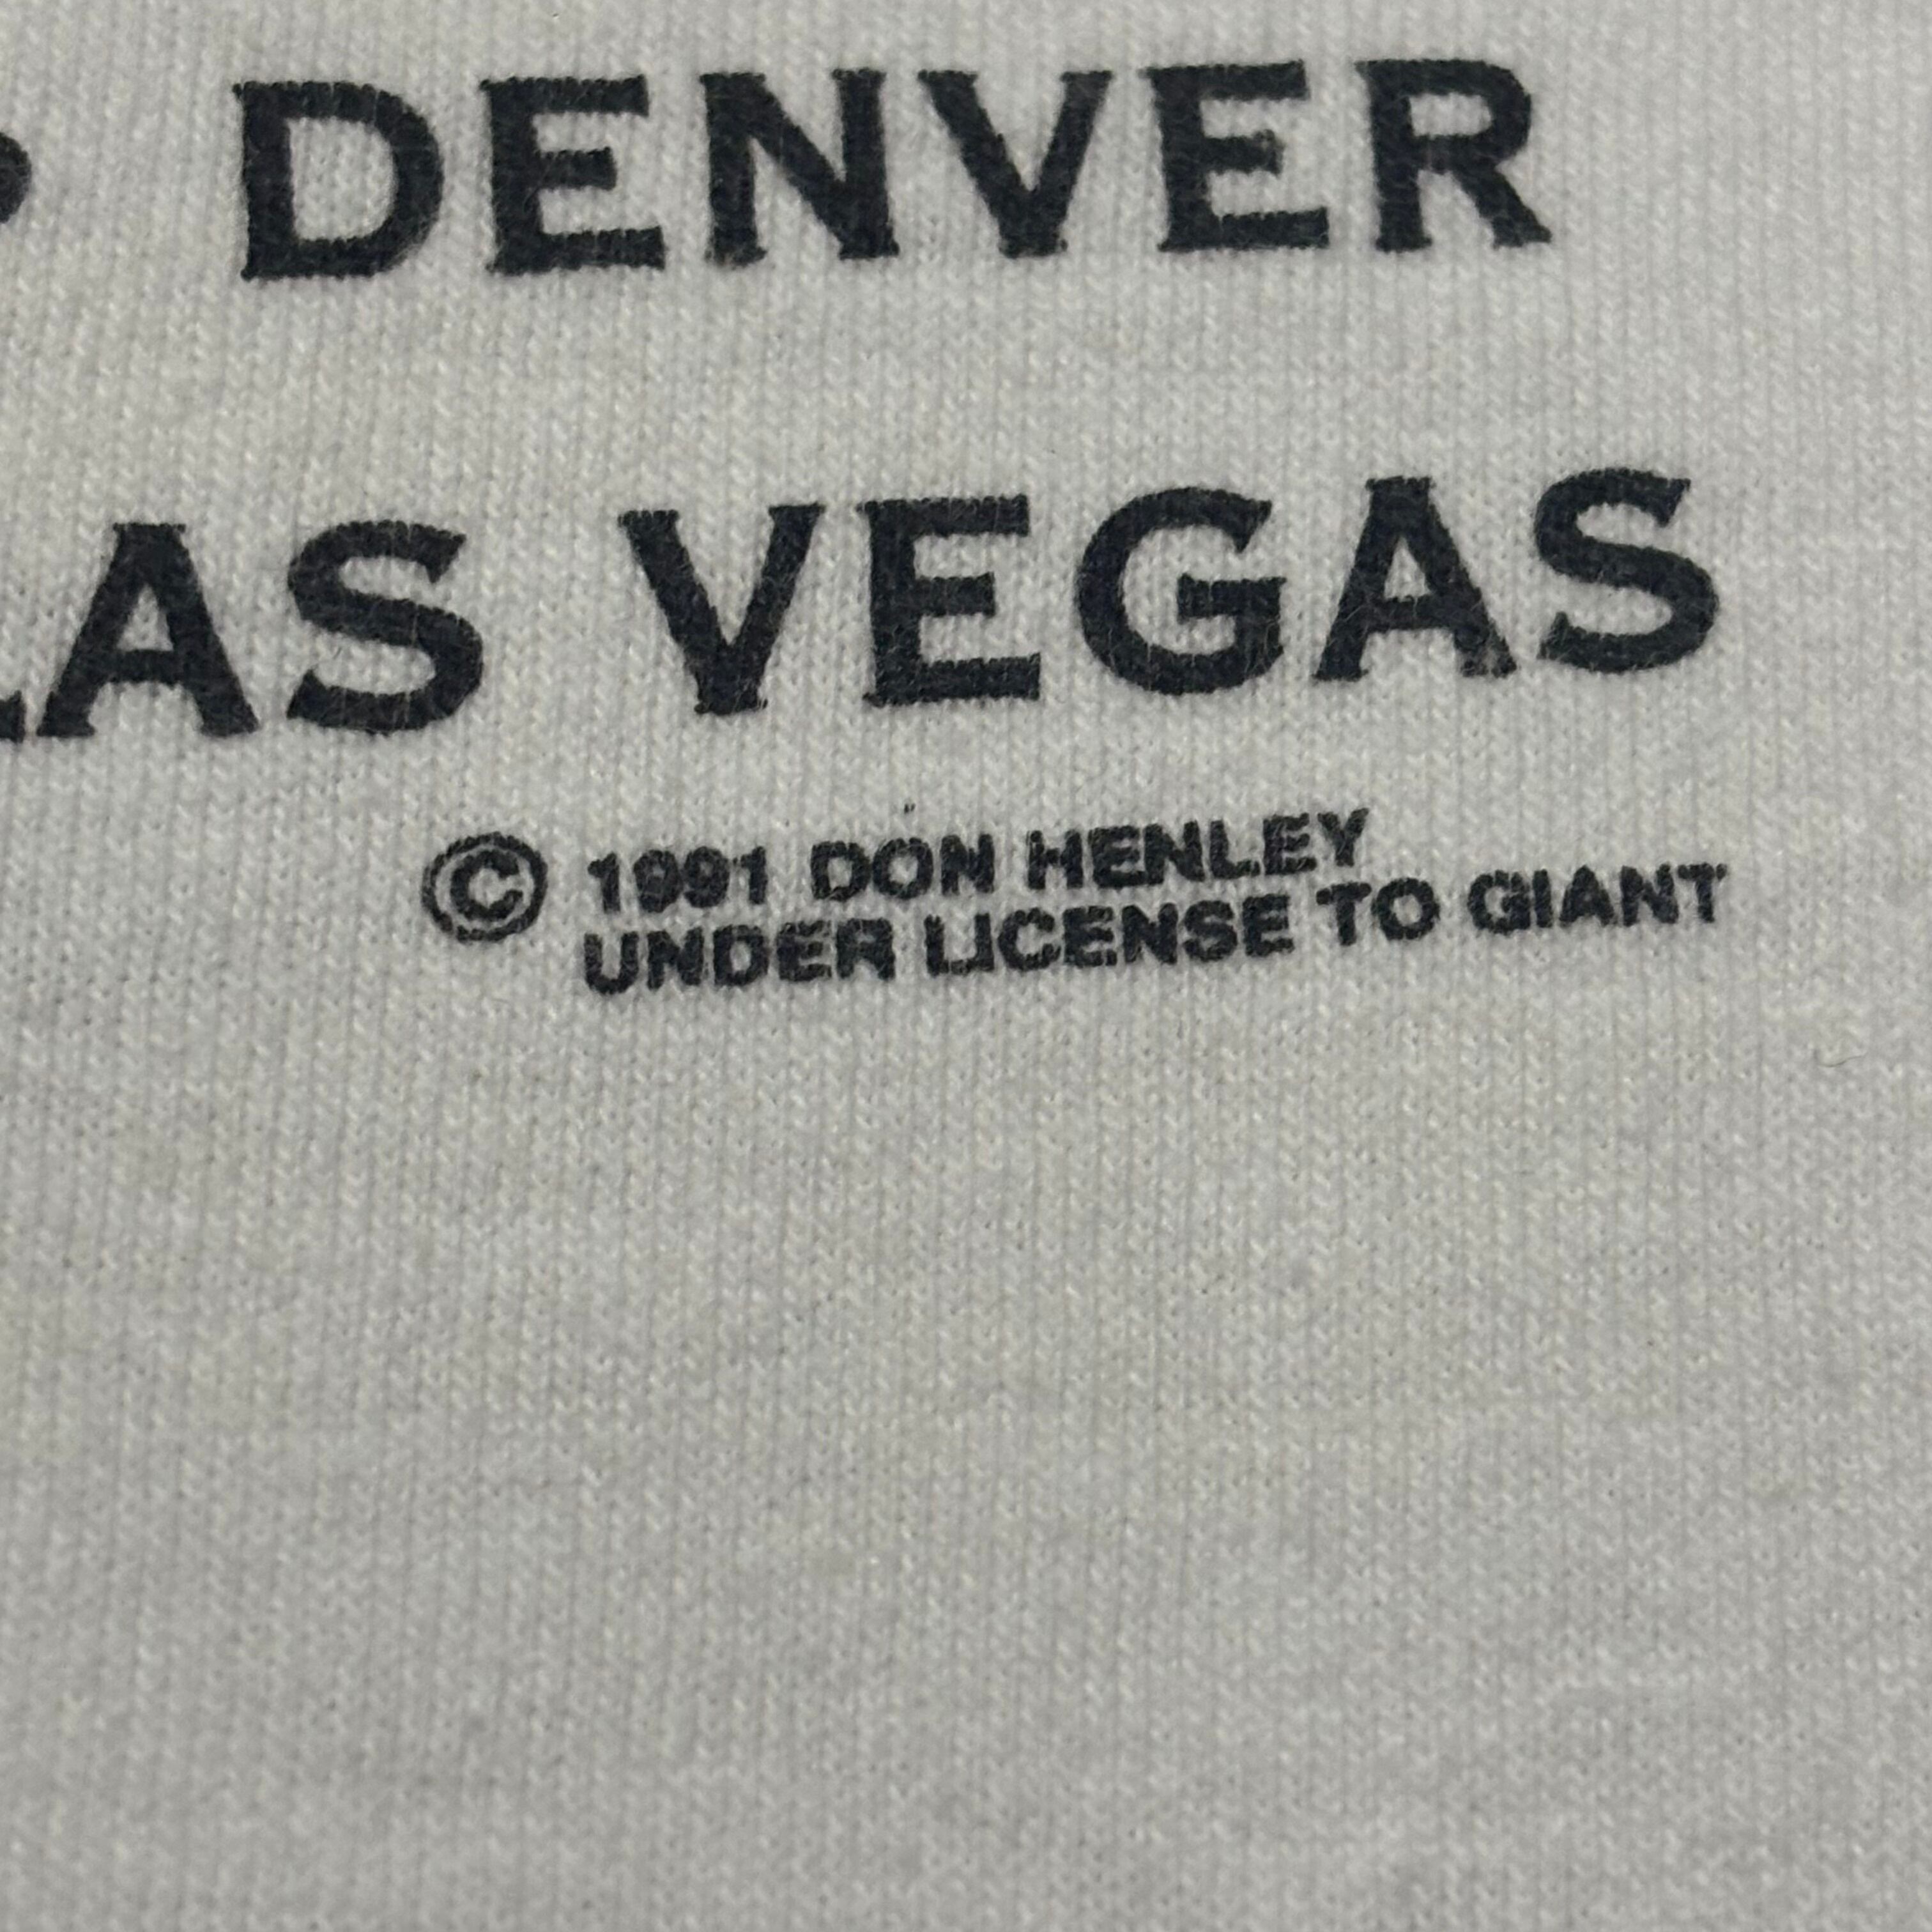 DENVER
LAS VEGAS
© 1991 DON HENLEY
UNDER LICENSE TO GIANT